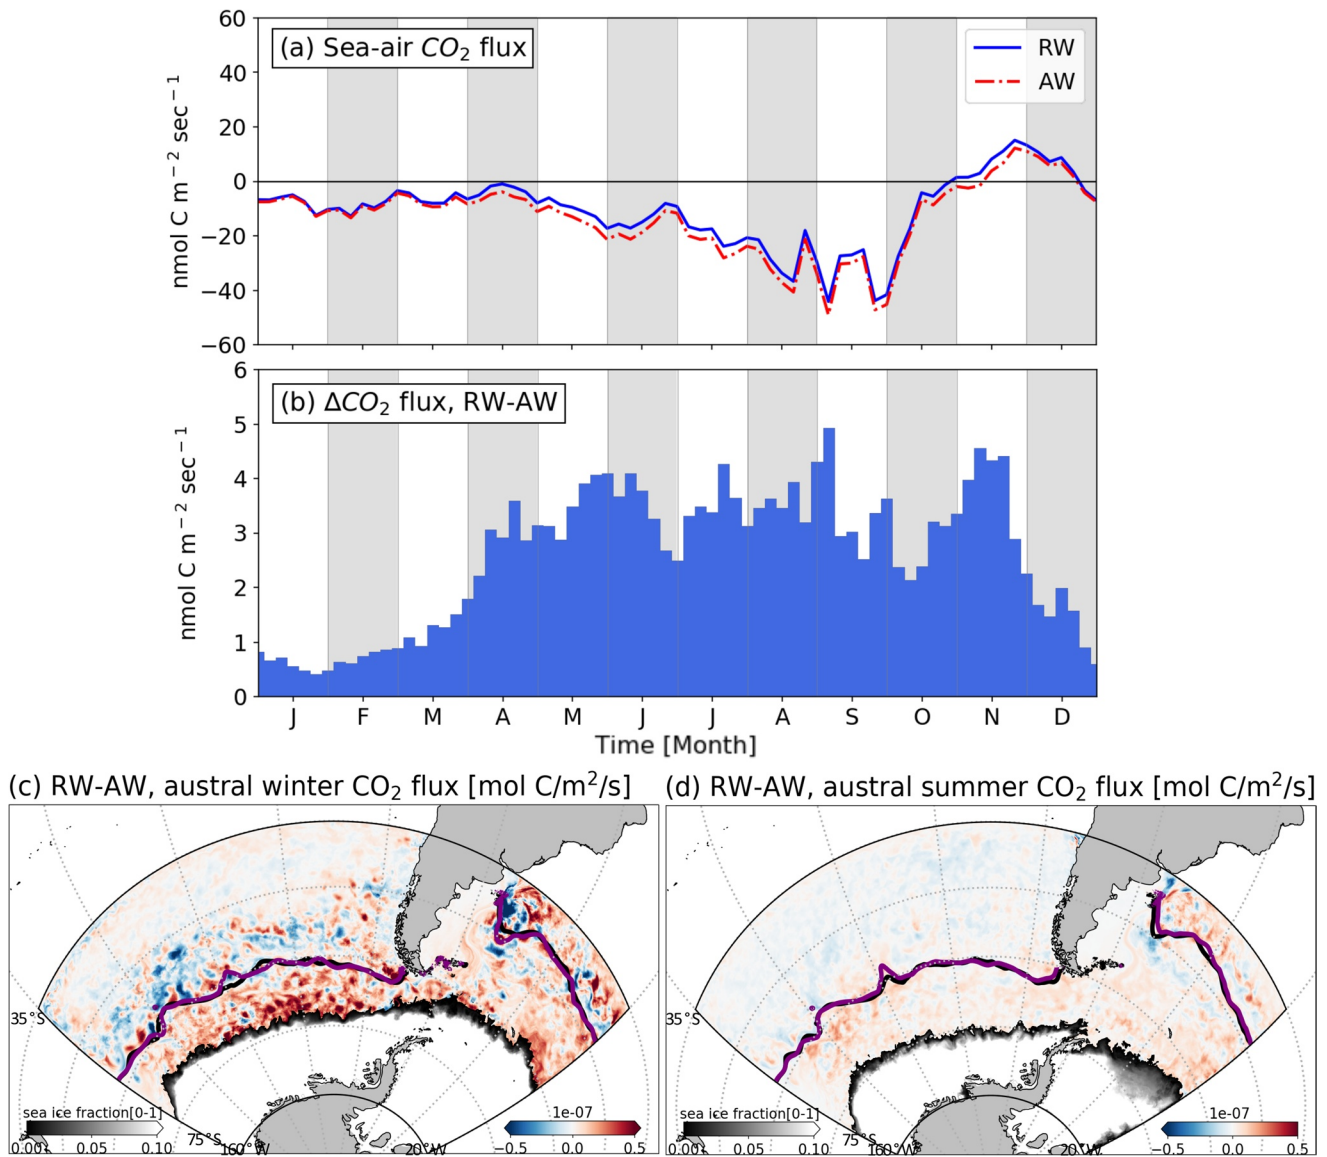 (a) Sea-air CO₂ flux
RW
AW
60
40
20
0
−20
−40
−60
nmol C m⁻² sec⁻¹
(b) ΔCO₂ flux, RW-AW
6
5
4
3
2
1
0
nmol C m⁻² sec⁻¹
J F M A M J J A S O N D
Time [Month]
(c) RW-AW, austral winter CO₂ flux [mol C/m²/s]
35°S
sea ice fraction[0-1]
0.00 0.05 0.10
75°S
160°W
20°W
1e-07
−0.5 0.0 0.5
(d) RW-AW, austral summer CO₂ flux [mol C/m²/s]
35°S
sea ice fraction[0-1]
0.00 0.05 0.10
75°S
160°W
20°W
1e-07
−0.5 0.0 0.5